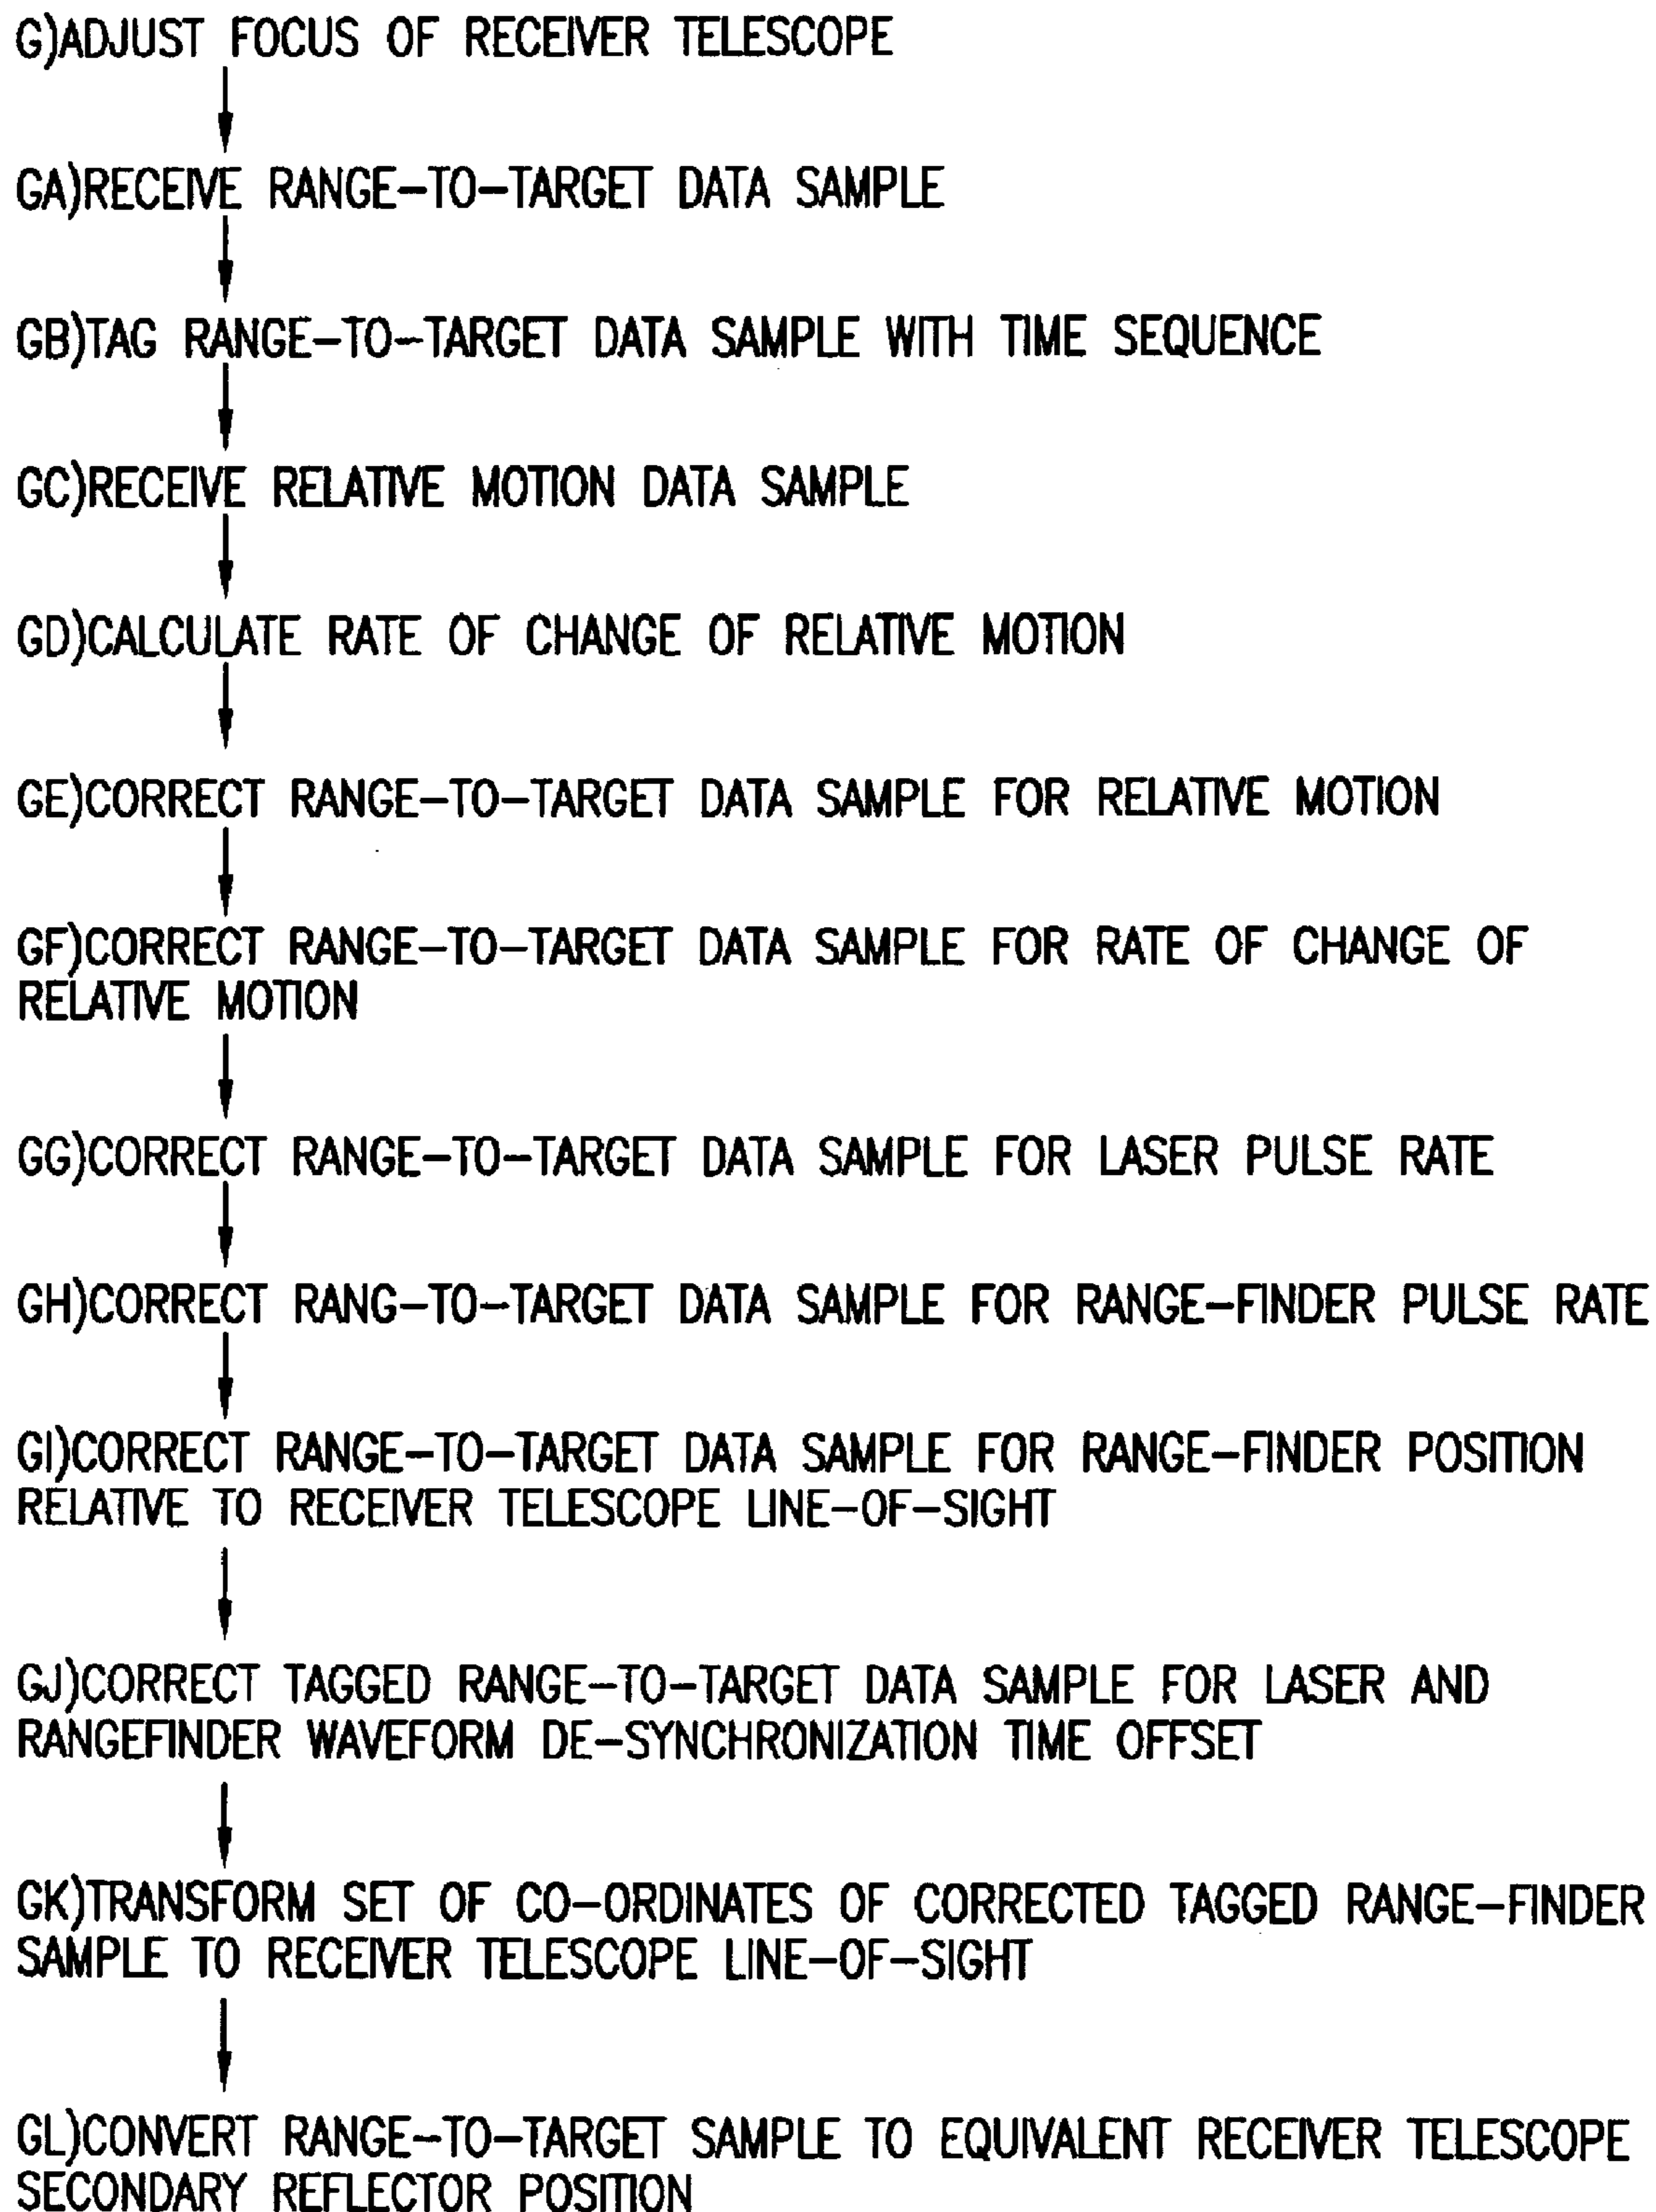 G)ADJUST FOCUS OF RECEIVER TELESCOPE
GA)RECEIVE RANGE-TO-TARGET DATA SAMPLE
GB)TAG RANGE-TO-TARGET DATA SAMPLE WITH TIME SEQUENCE
GC)RECEIVE RELATIVE MOTION DATA SAMPLE
GD)CALCULATE RATE OF CHANGE OF RELATIVE MOTION
GE)CORRECT RANGE-TO-TARGET DATA SAMPLE FOR RELATIVE MOTION
GF)CORRECT RANGE-TO-TARGET DATA SAMPLE FOR RATE OF CHANGE OF
RELATIVE MOTION
GG)CORRECT RANGE-TO-TARGET DATA SAMPLE FOR LASER PULSE RATE
GH)CORRECT RANG-TO-TARGET DATA SAMPLE FOR RANGE-FINDER PULSE RATE
GI)CORRECT RANGE-TO-TARGET DATA SAMPLE FOR RANGE-FINDER POSITION
RELATIVE TO RECEIVER TELESCOPE LINE-OF-SIGHT
GJ)CORRECT TAGGED RANGE-TO-TARGET DATA SAMPLE FOR LASER AND
RANGEFINDER WAVEFORM DE-SYNCHRONIZATION TIME OFFSET
GK)TRANSFORM SET OF CO-ORDINATES OF CORRECTED TAGGED RANGE-FINDER
SAMPLE TO RECEIVER TELESCOPE LINE-OF-SIGHT
GL)CONVERT RANGE-TO-TARGET SAMPLE TO EQUIVALENT RECEIVER TELESCOPE
SECONDARY REFLECTOR POSITION